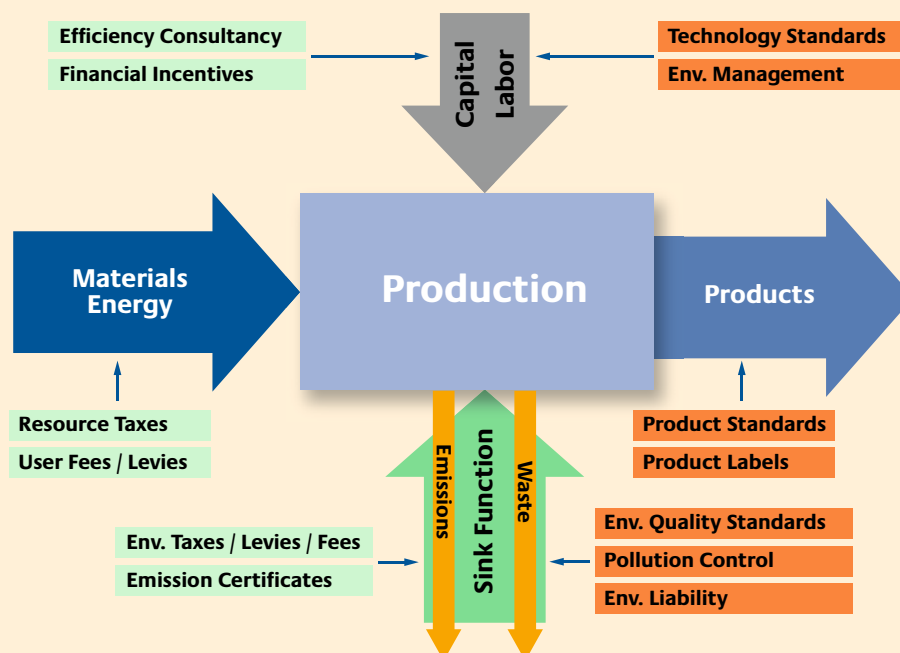 Efficiency Consultancy
Financial Incentives
Capital
Labor
Technology Standards
Env. Management
Materials
Energy
Production
Products
Resource Taxes
User Fees / Levies
Product Standards
Product Labels
Emissions
Sink Function
Waste
Env. Taxes / Levies / Fees
Emission Certificates
Env. Quality Standards
Pollution Control
Env. Liability